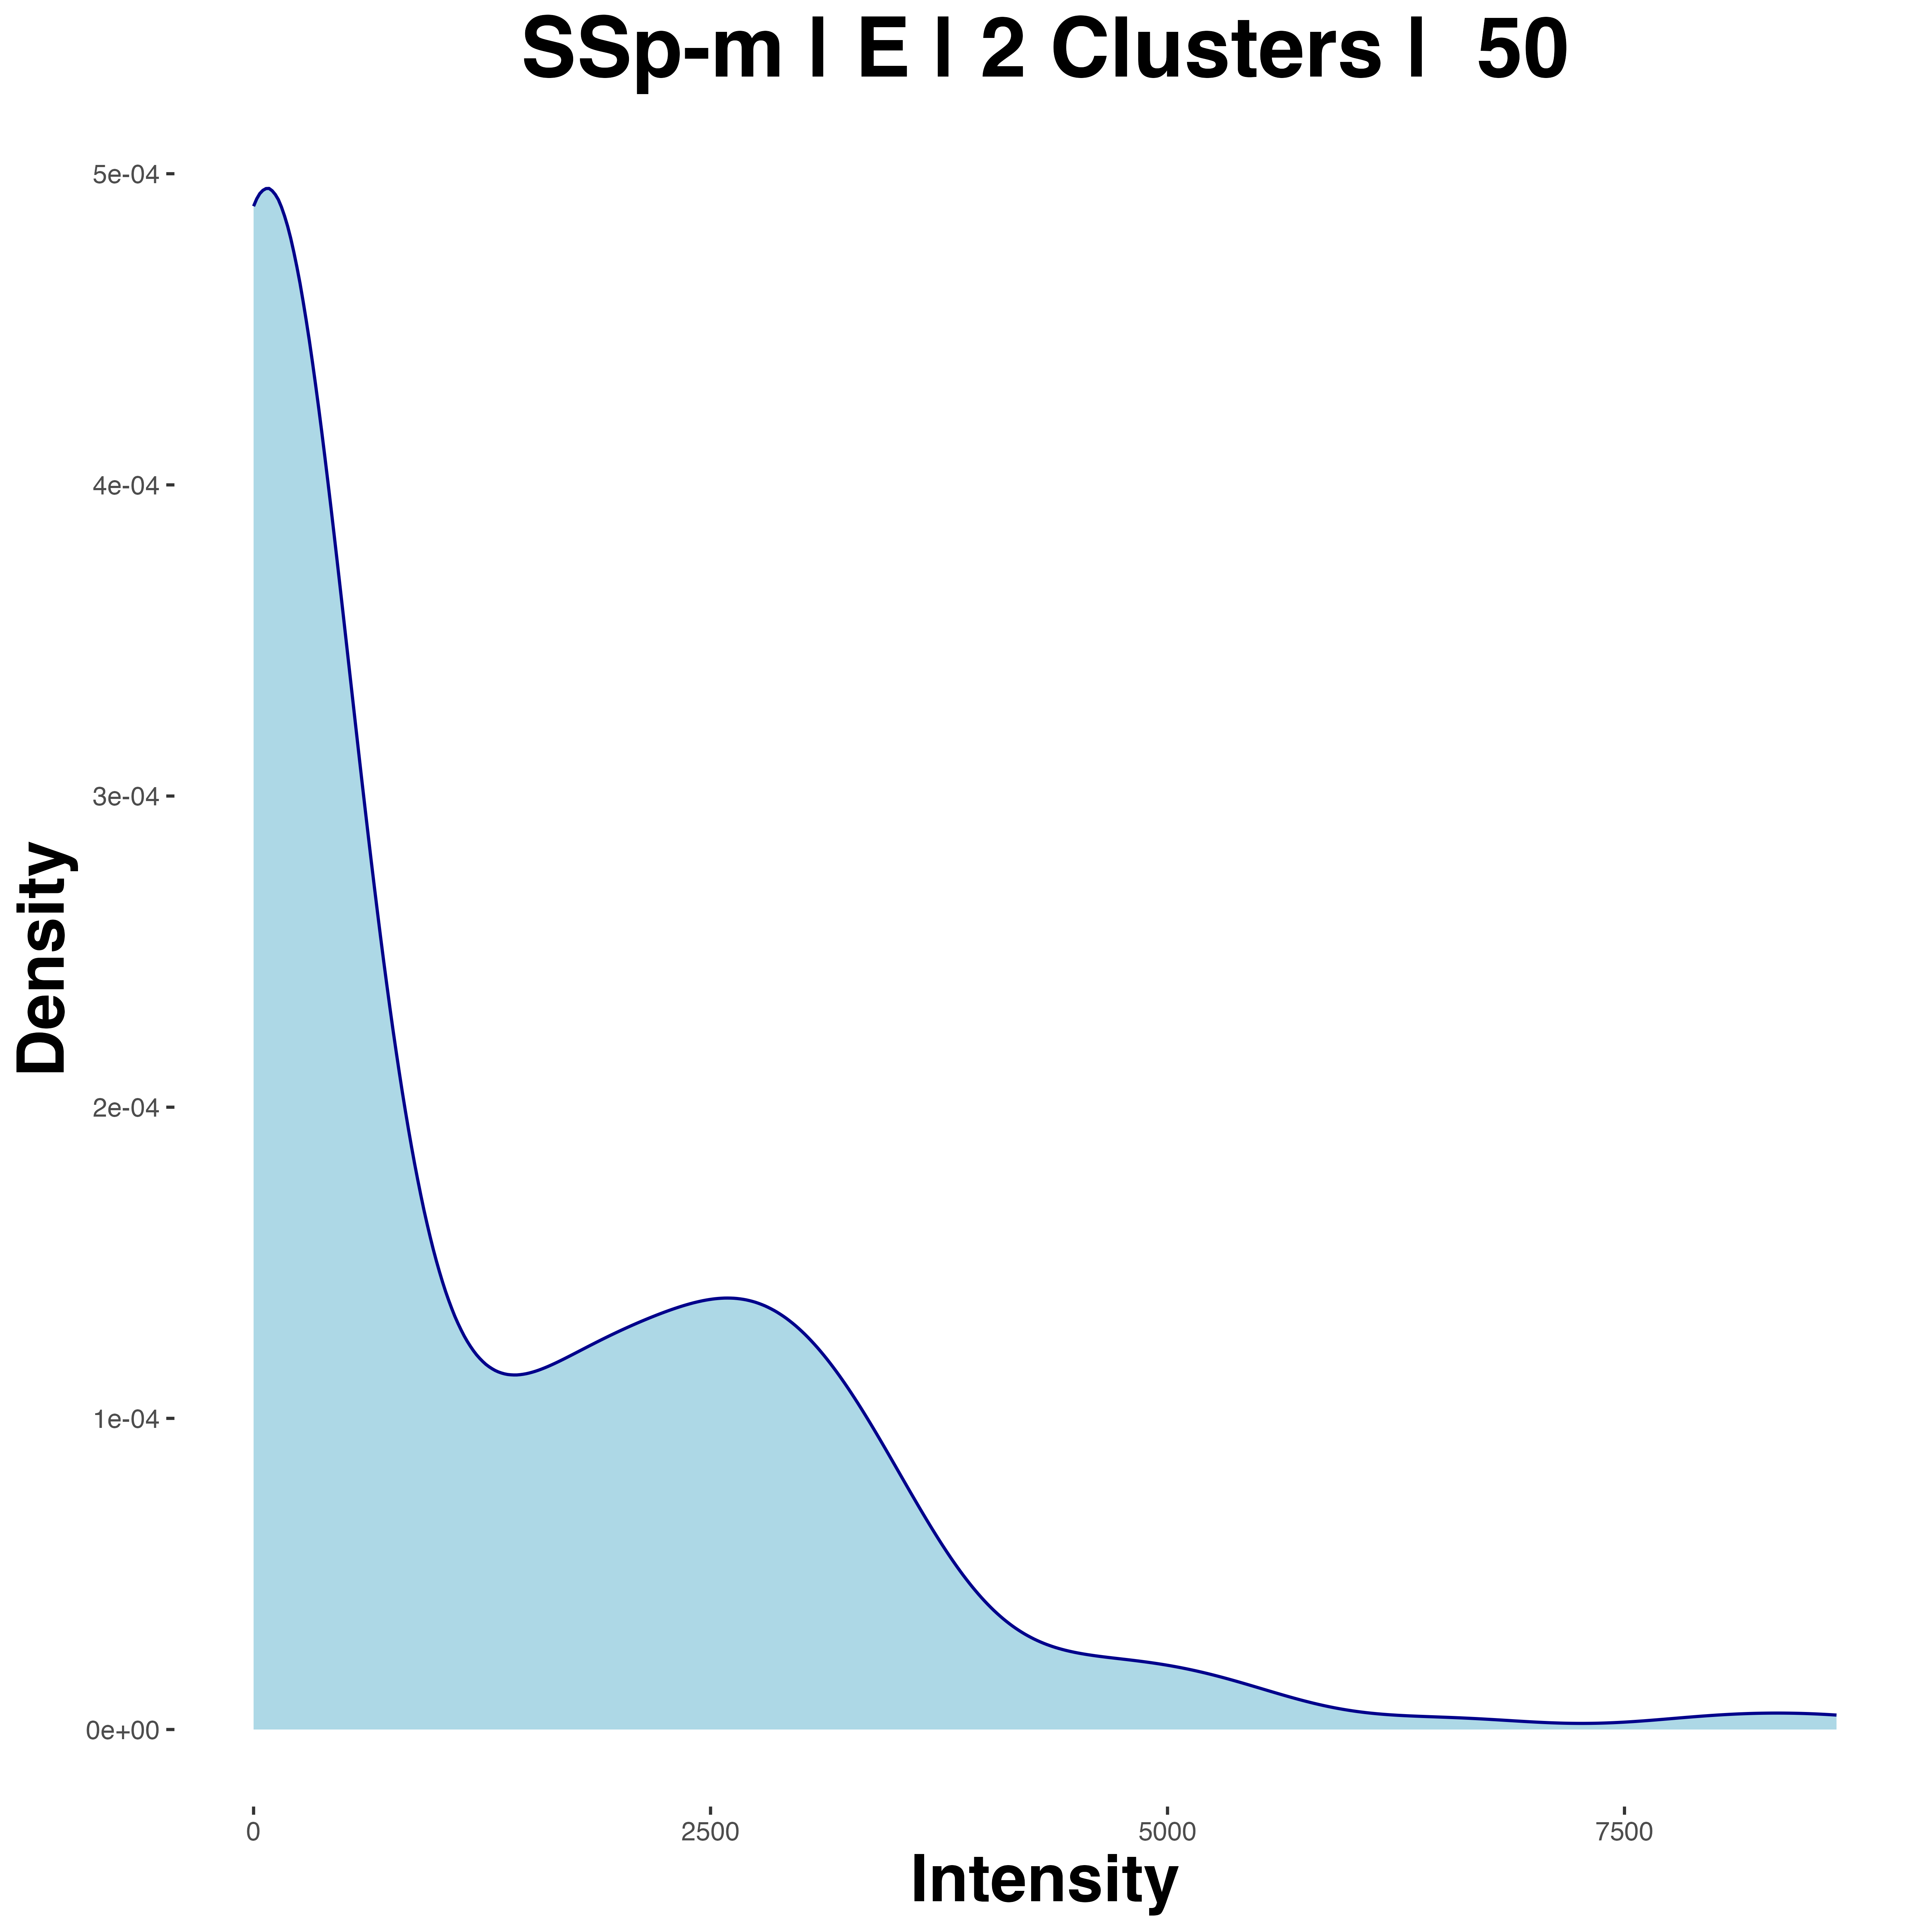 SSp-m | E | 2 Clusters | 50
5e-04
4e-04
3e-04
2e-04
1e-04
0e+00
Density
0 2500 5000 7500
Intensity